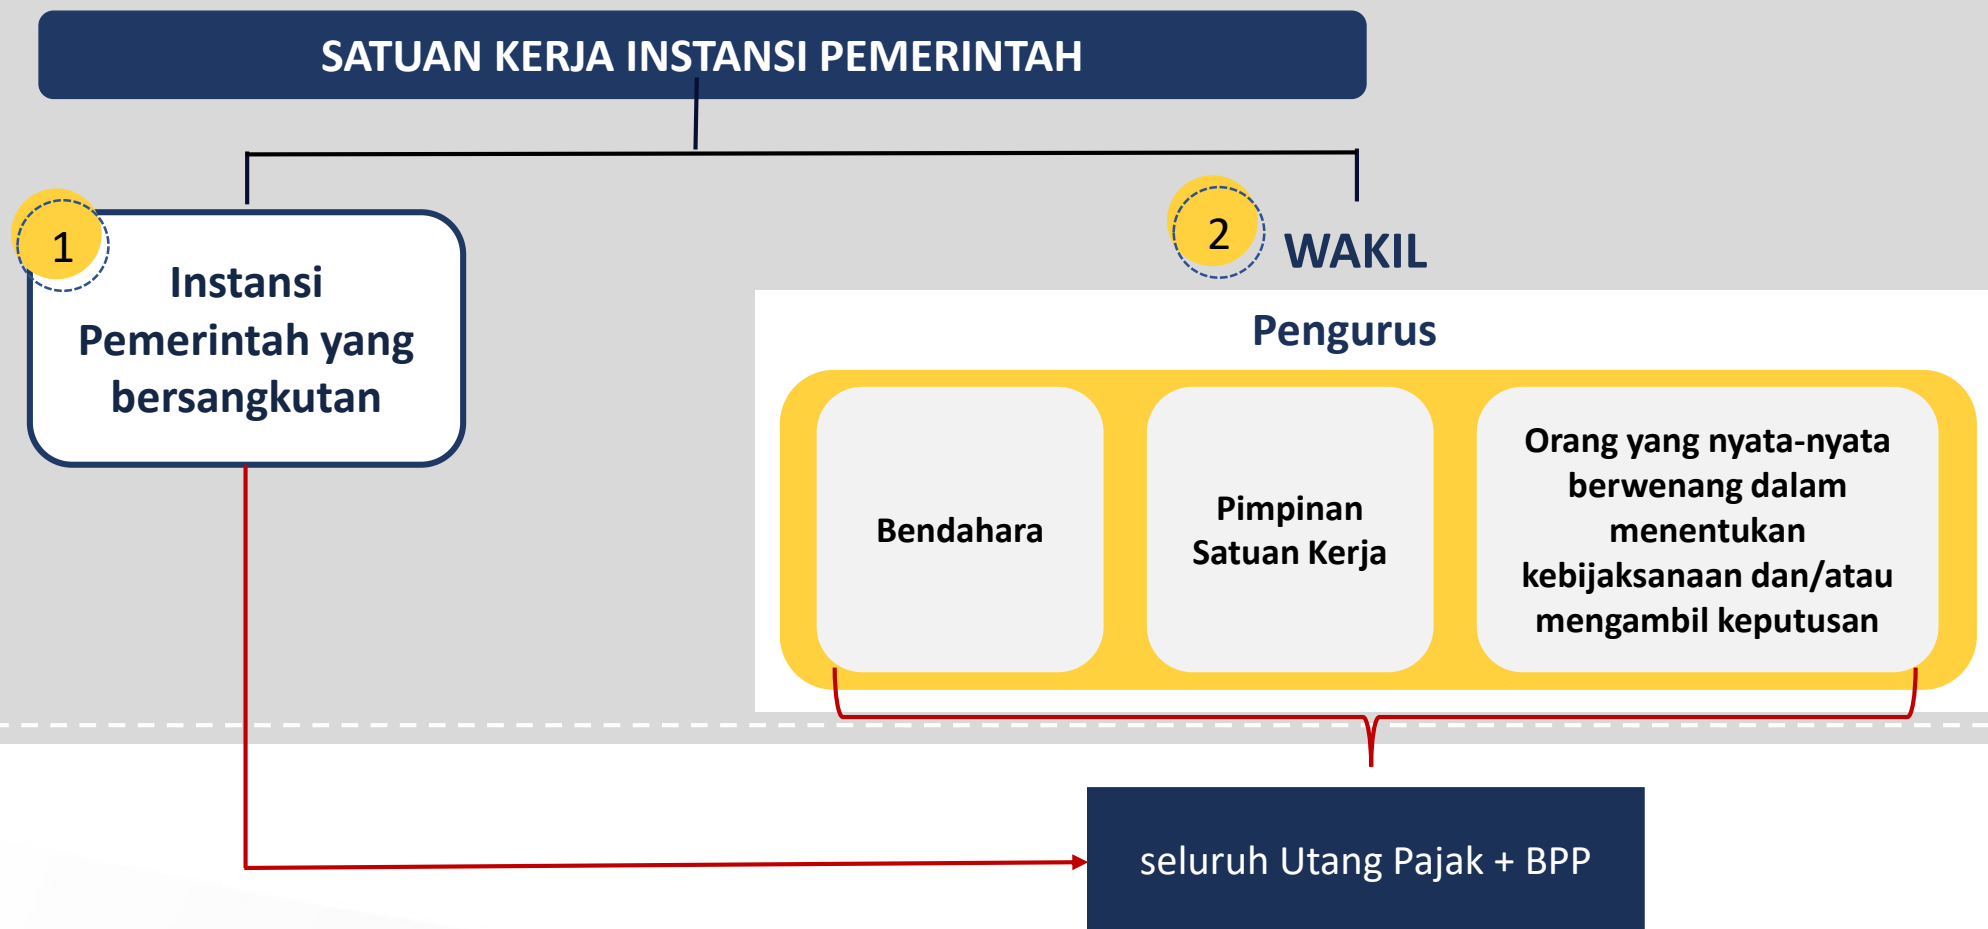 SATUAN KERJA INSTANSI PEMERINTAH
1
Instansi
Pemerintah yang
bersangkutan
2
WAKIL
Pengurus
Bendahara
Pimpinan
Satuan Kerja
Orang yang nyata-nyata
berwenang dalam
menentukan
kebijaksanaan dan/atau
mengambil keputusan
seluruh Utang Pajak + BPP